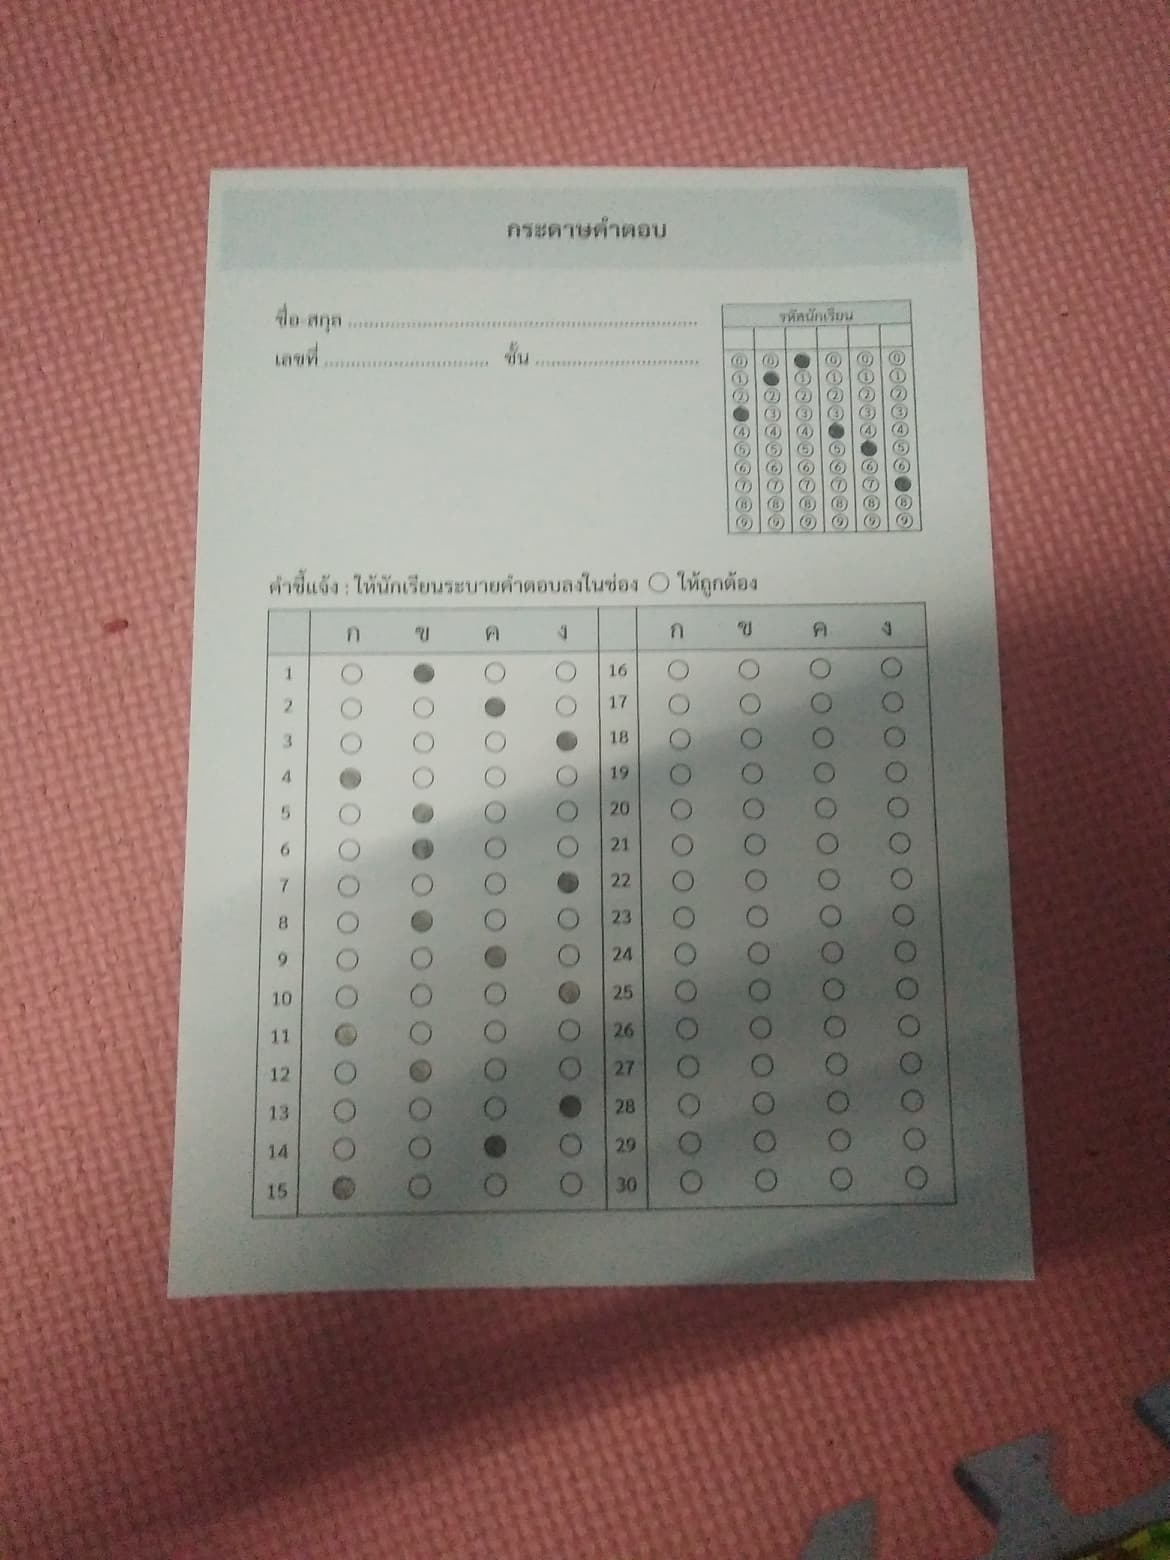 กระดาษคำตอบ
ชื่อ-สกุล ............................................................
เลขที่ ............................ ชั้น ............................
รหัสนักเรียน
0 0 0 0 0
1 1 1 1 1
2 2 2 2 2 2
3 3 3 3 3
4 4 4 4 4
5 5 5 5 5
6 6 6 6 6 6
7 7 7 7 7
8 8 8 8 8 8
9 9 9 9 9 9
คำชี้แจ้ง : ให้นักเรียนระบายคำตอบลงในช่อง ○ ให้ถูกต้อง
ก ข ค ง ก ข ค ง
1 16
2 17
3 18
4 19
5 20
6 21
7 22
8 23
9 24
10 25
11 26
12 27
13 28
14 29
15 30